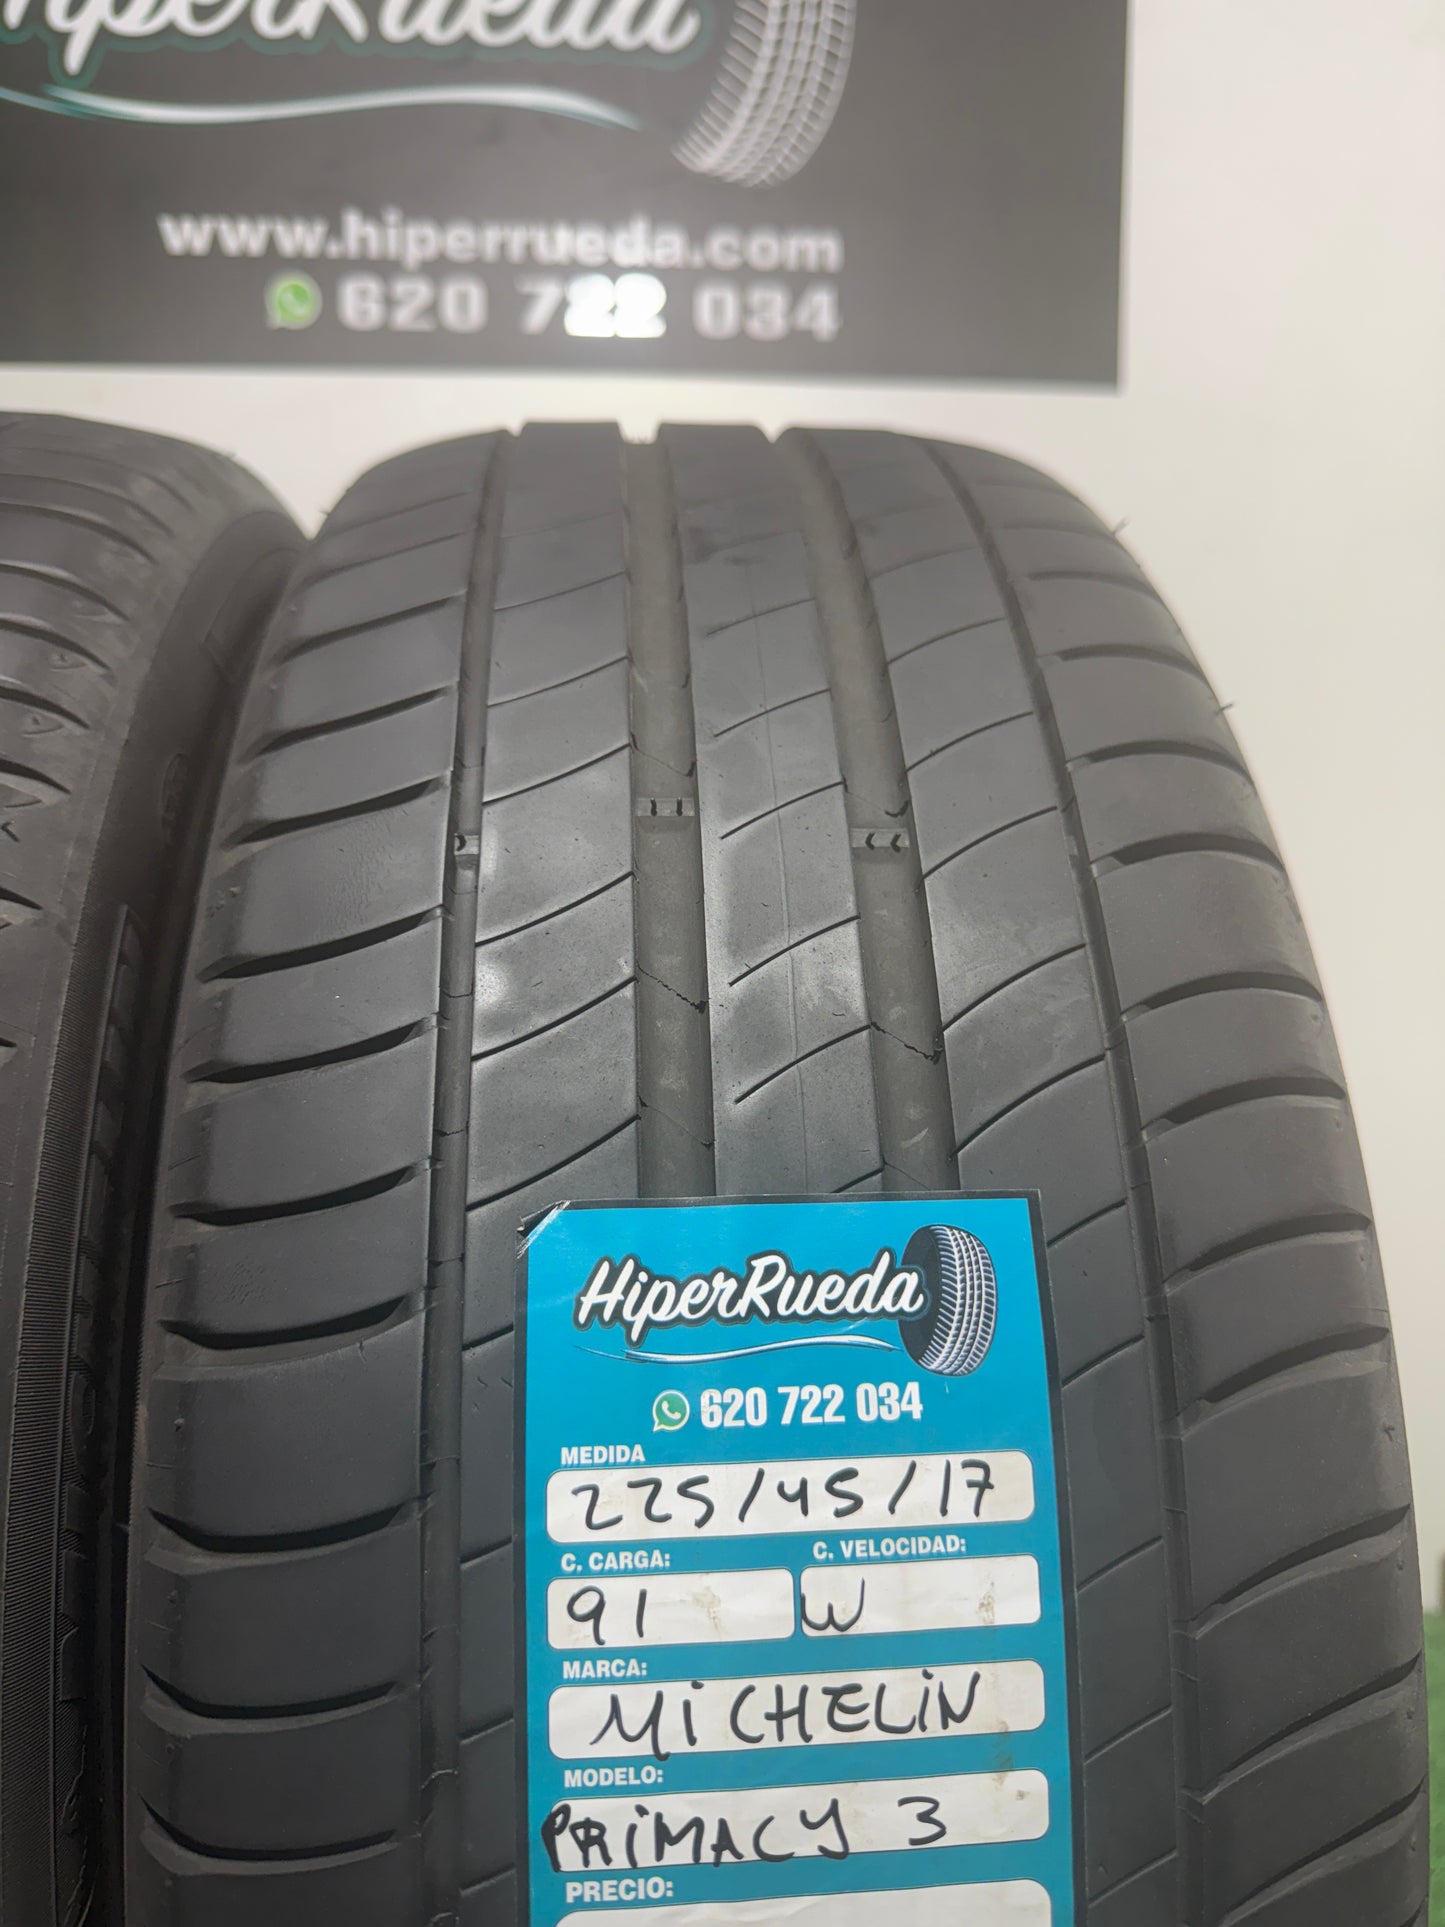 HiperRueda
www.hiperrueda.com
620 722 034
HiperRueda
620 722 034
MEDIDA
225/45/17
C. CARGA: C. VELOCIDAD:
91 W
MARCA:
MiCHELiN
MODELO:
PRiMACY 3
PRECIO: